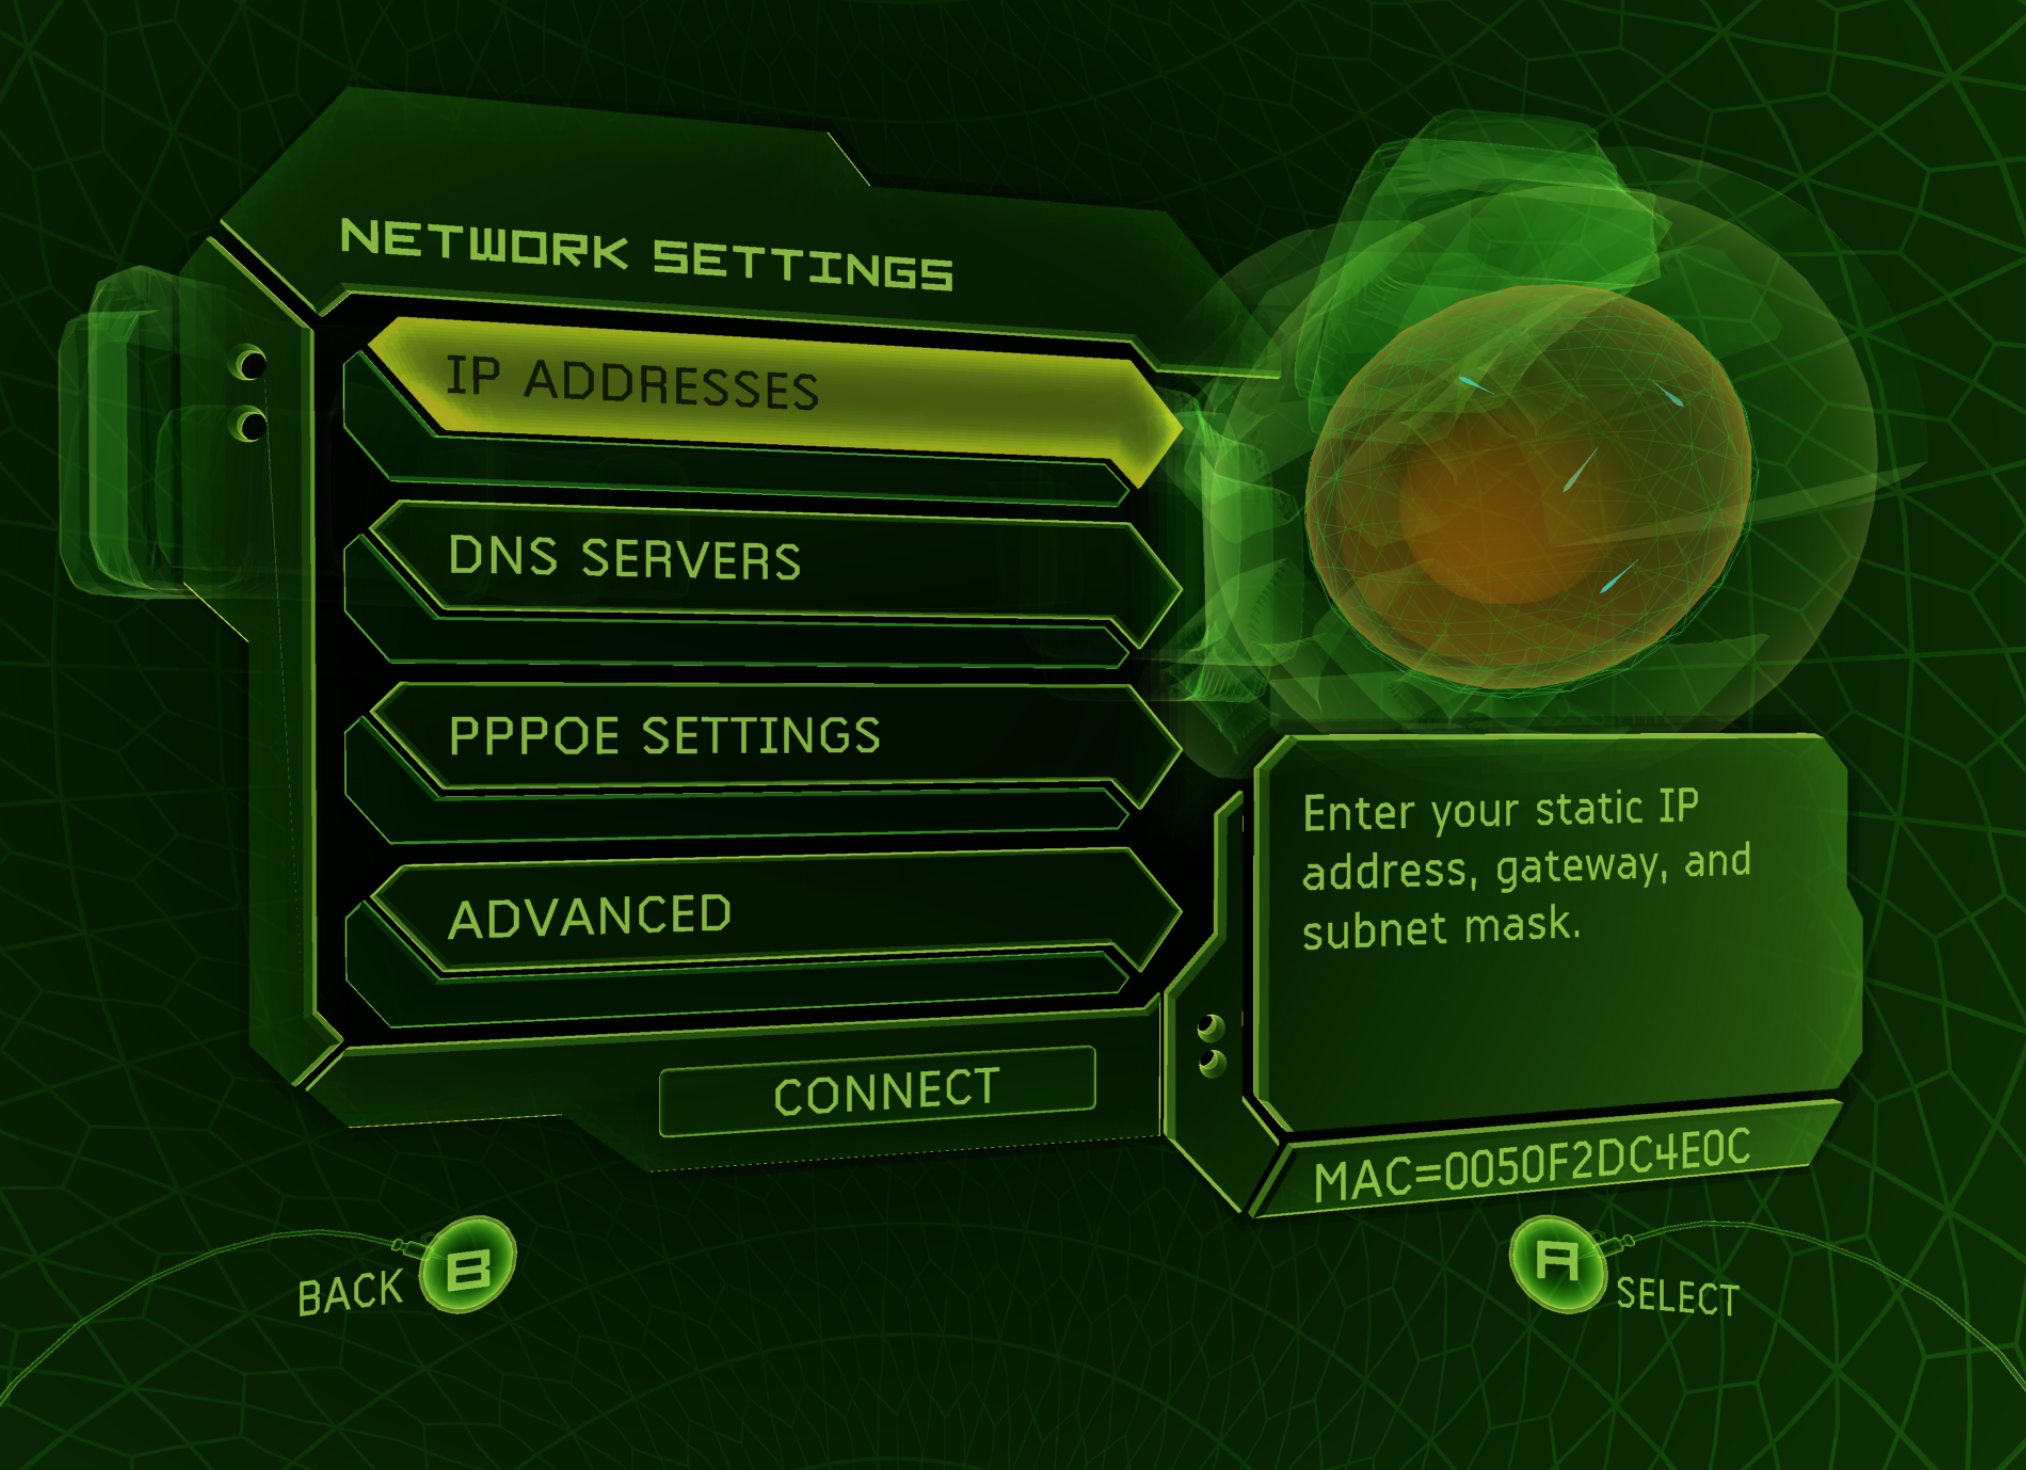 NETWORK SETTINGS
IP ADDRESSES
DNS SERVERS
PPPOE SETTINGS
ADVANCED
CONNECT
Enter your static IP
address, gateway, and
subnet mask.
MAC=0050F2DC4E0C
BACK B
A SELECT